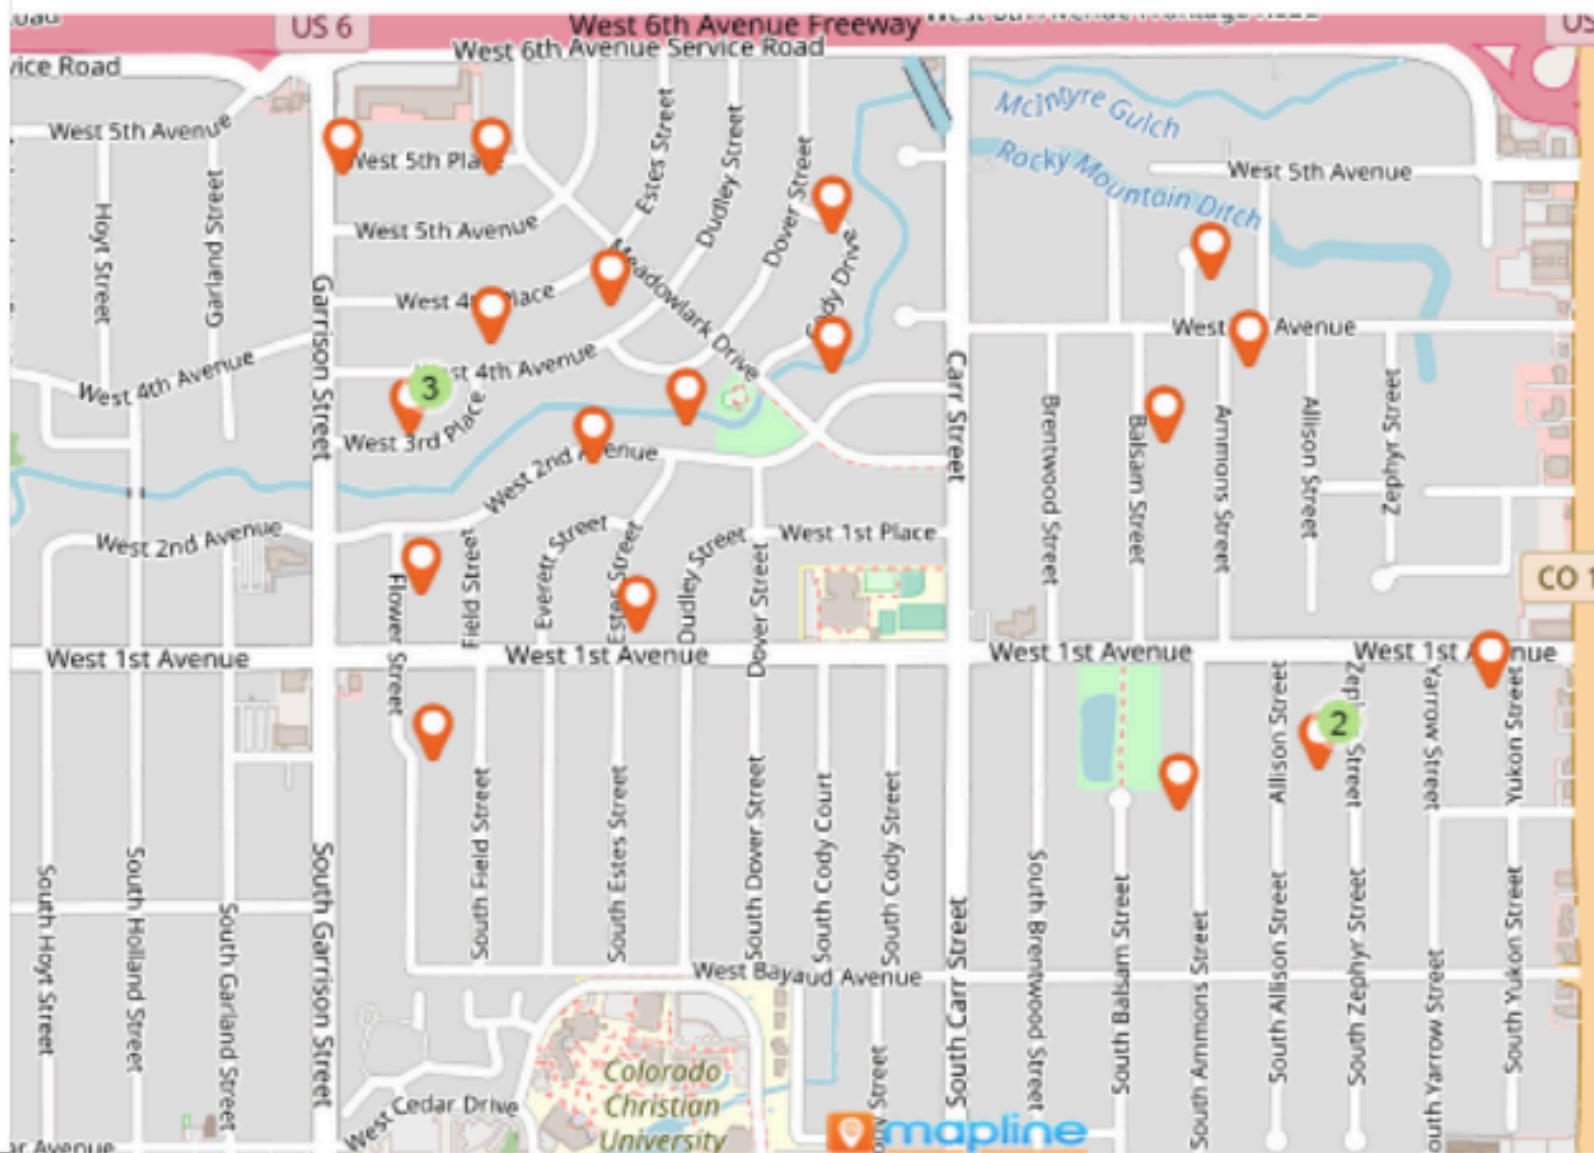 US 6
West 6th Avenue Freeway
West 6th Avenue Service Road
vice Road
McIntyre Gulch
Rocky Mountain Ditch
West 5th Avenue
West 5th Avenue
West 5th
West 5th Avenue
Estes Street
Dudley Street
Dover Street
Cody Drive
Meadowlark Drive
Hoyt Street
Garland Street
Garrison Street
West Place
4th Avenue
West 4th Avenue
3
West 3rd Place
West Avenue
Carr Street
Brentwood Street
Balsam Street
Ammons Street
Allison Street
Zephyr Street
West 2nd
West 2nd Avenue
West 1st Place
Flower Street
Field Street
Everett Street
Estes Street
Dudley Street
Dover Street
CO 1
West 1st Avenue
West 1st Avenue
West 1st Avenue
West 1st
2
Allison Street
Street
Yarrow Street
Yukon Street
South Field Street
South Estes Street
South Dover Street
South Cody Court
South Cody Street
South Hoyt Street
South Holland Street
South Garland Street
South Garrison Street
West Bayaud Avenue
South Carr Street
South Brentwood Street
South Balsam Street
South Ammons Street
South Allison Street
South Zephyr Street
outh Yarrow Street
South Yukon Street
Colorado
Christian
University
West Cedar Drive
Street
mapline
ar Avenue